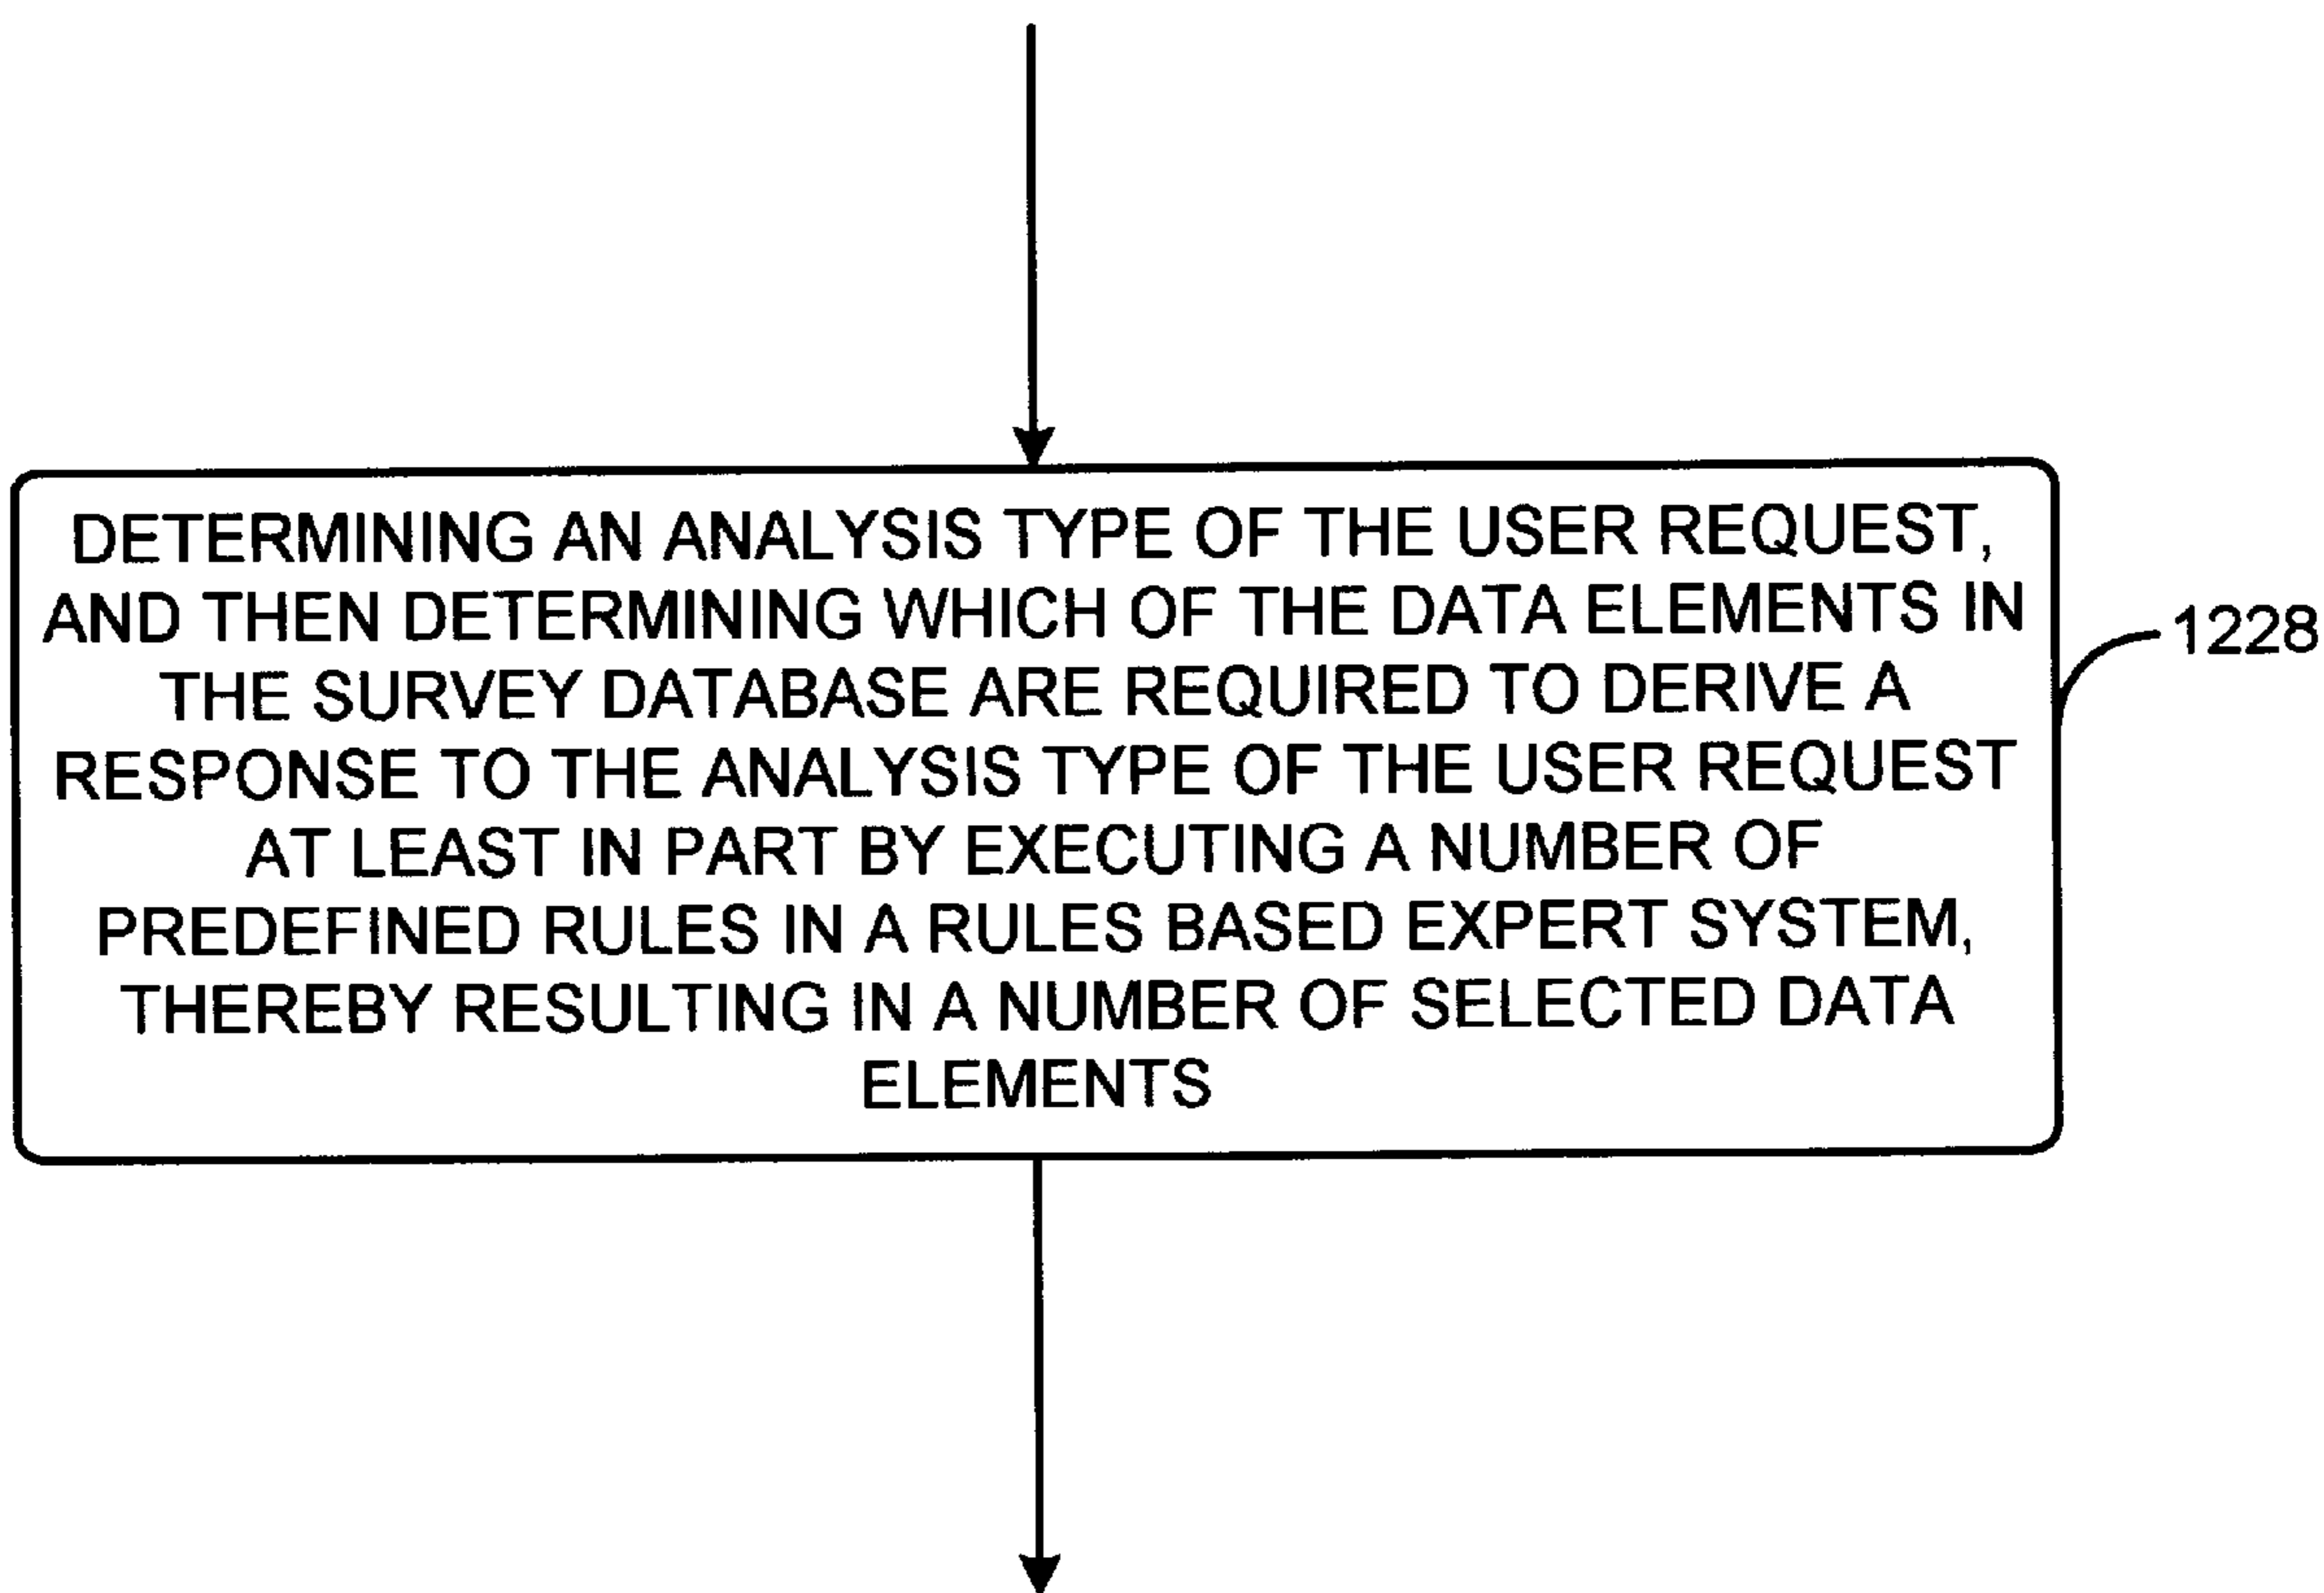 DETERMINING AN ANALYSIS TYPE OF THE USER REQUEST,
AND THEN DETERMINING WHICH OF THE DATA ELEMENTS IN
THE SURVEY DATABASE ARE REQUIRED TO DERIVE A
RESPONSE TO THE ANALYSIS TYPE OF THE USER REQUEST
AT LEAST IN PART BY EXECUTING A NUMBER OF
PREDEFINED RULES IN A RULES BASED EXPERT SYSTEM,
THEREBY RESULTING IN A NUMBER OF SELECTED DATA
ELEMENTS
1228